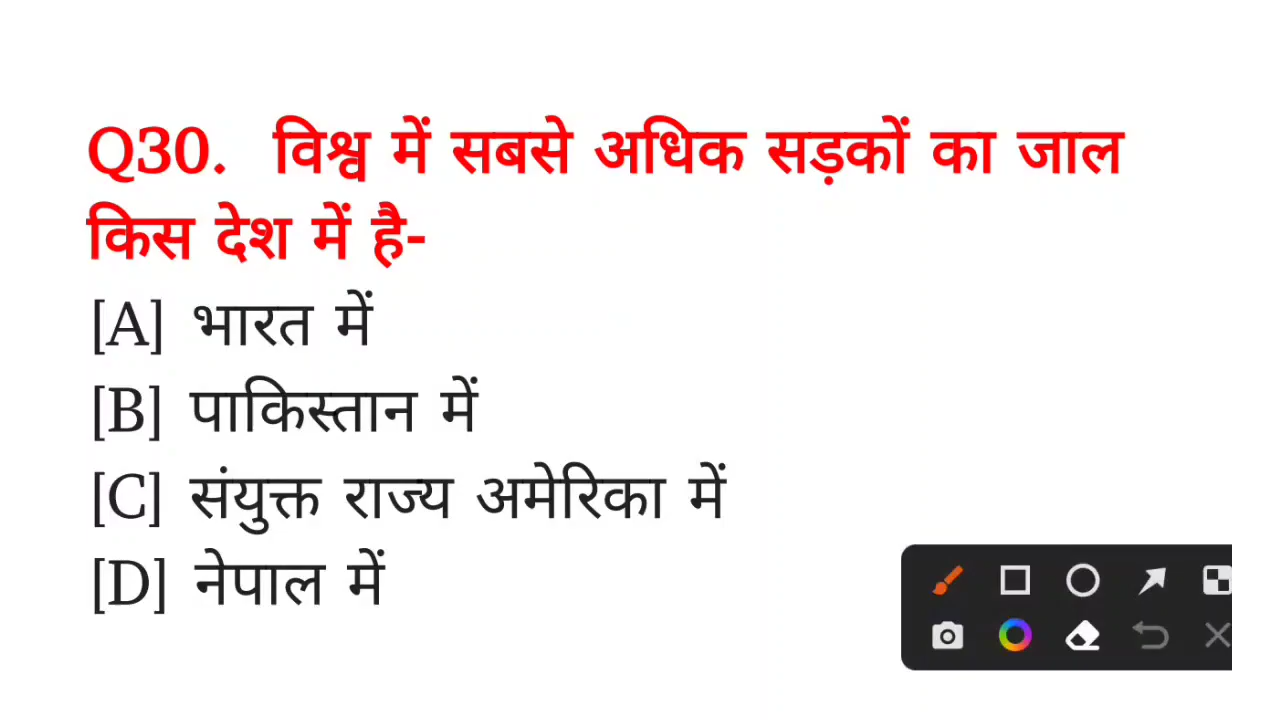 Q30. विश्व में सबसे अधिक सड़कों का जाल
किस देश में है-
[A] भारत में
[B] पाकिस्तान में
[C] संयुक्त राज्य अमेरिका में
[D] नेपाल में